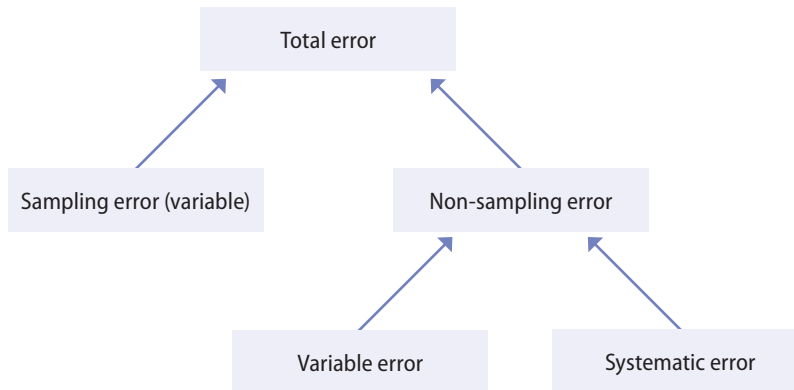 Total error
Sampling error (variable)
Non-sampling error
Variable error
Systematic error